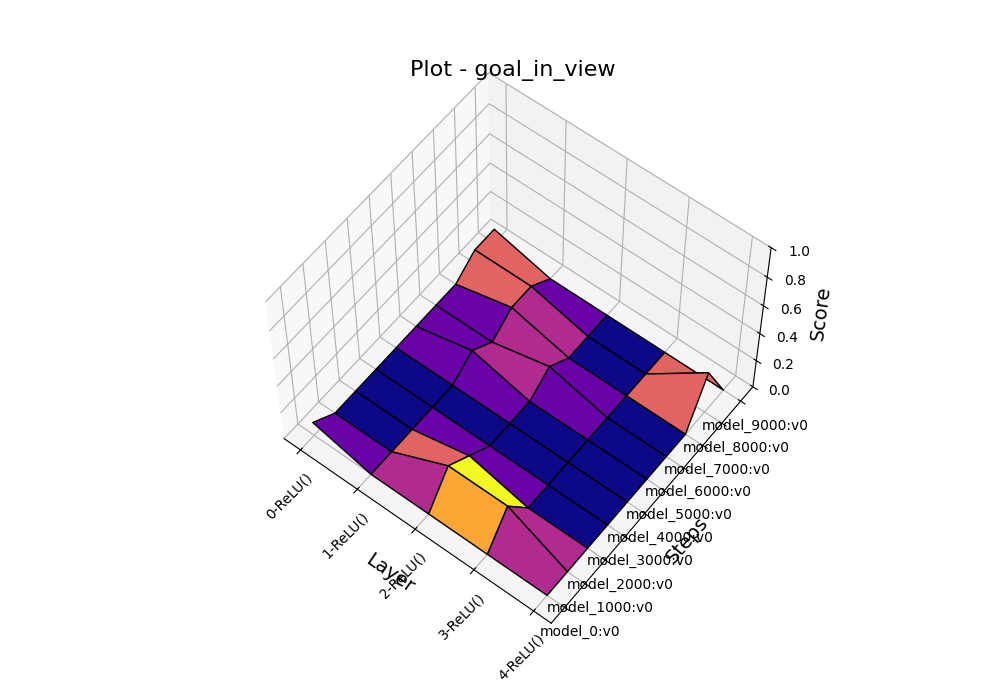 Plot - goal_in_view
1.0
0.8
0.6
0.4
0.2
0.0
Score
model_9000:v0
model_8000:v0
model_7000:v0
model_6000:v0
model_5000:v0
model_4000:v0
model_3000:v0
model_2000:v0
model_1000:v0
model_0:v0
Steps
0-ReLU()
1-ReLU()
2-ReLU()
3-ReLU()
4-ReLU()
Layer